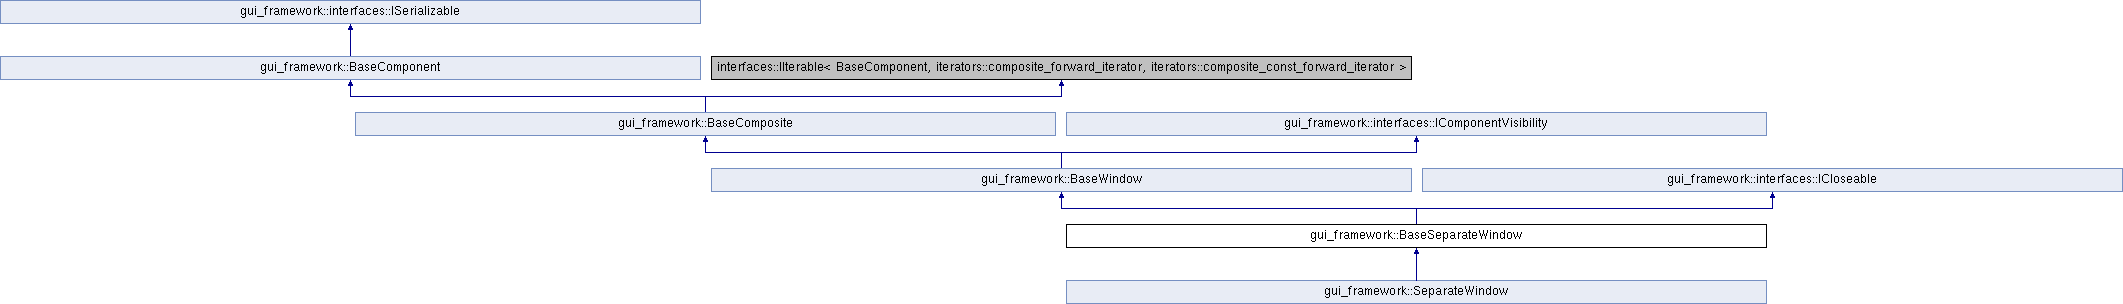 gui_framework::interfaces::ISerializable
gui_framework::BaseComponent
interfaces::IIterable< BaseComponent, iterators::composite_forward_iterator, iterators::composite_const_forward_iterator >
gui_framework::BaseComposite
gui_framework::interfaces::IComponentVisibility
gui_framework::BaseWindow
gui_framework::interfaces::ICloseable
gui_framework::BaseSeparateWindow
gui_framework::SeparateWindow